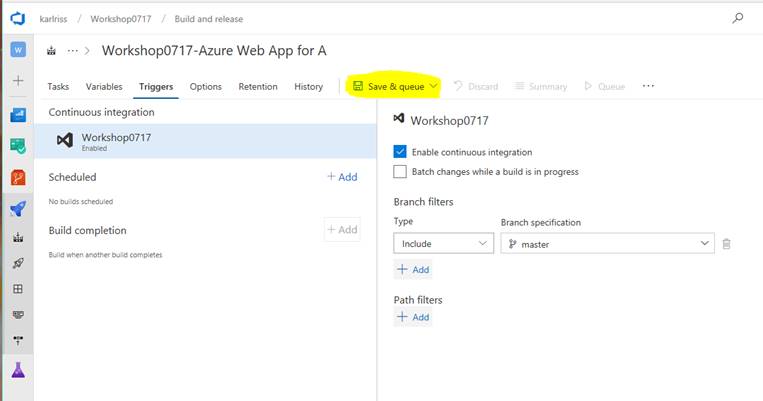 karlriss / Workshop0717 / Build and release
W
... > Workshop0717-Azure Web App for A
Tasks Variables Triggers Options Retention History Save & queue Discard Summary Queue ...
Continuous integration
Workshop0717
Enabled
Scheduled
+ Add
No builds scheduled
Build completion
+ Add
Build when another build completes
Workshop0717
Enable continuous integration
Batch changes while a build is in progress
Branch filters
Type Branch specification
Include master
+ Add
Path filters
+ Add